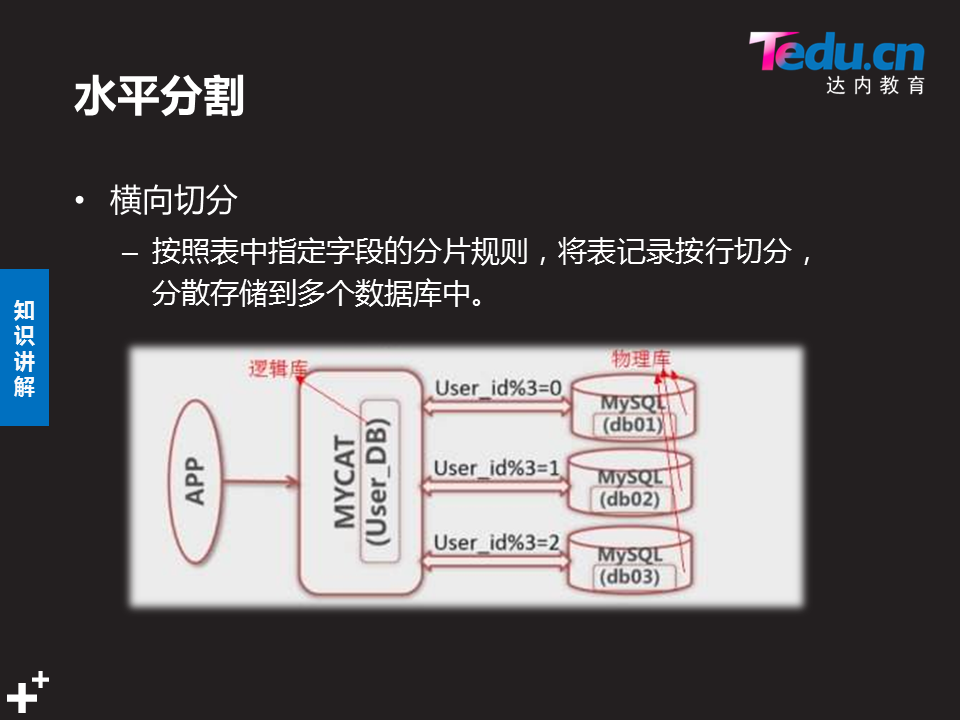 Tedu.cn
达内教育
水平分割
• 横向切分
– 按照表中指定字段的分片规则，将表记录按行切分，
分散存储到多个数据库中。
知
识
讲
解
逻辑库
物理库
APP
MYCAT
(User_DB)
User_id%3=0
MySQL
(db01)
User_id%3=1
MySQL
(db02)
User_id%3=2
MySQL
(db03)